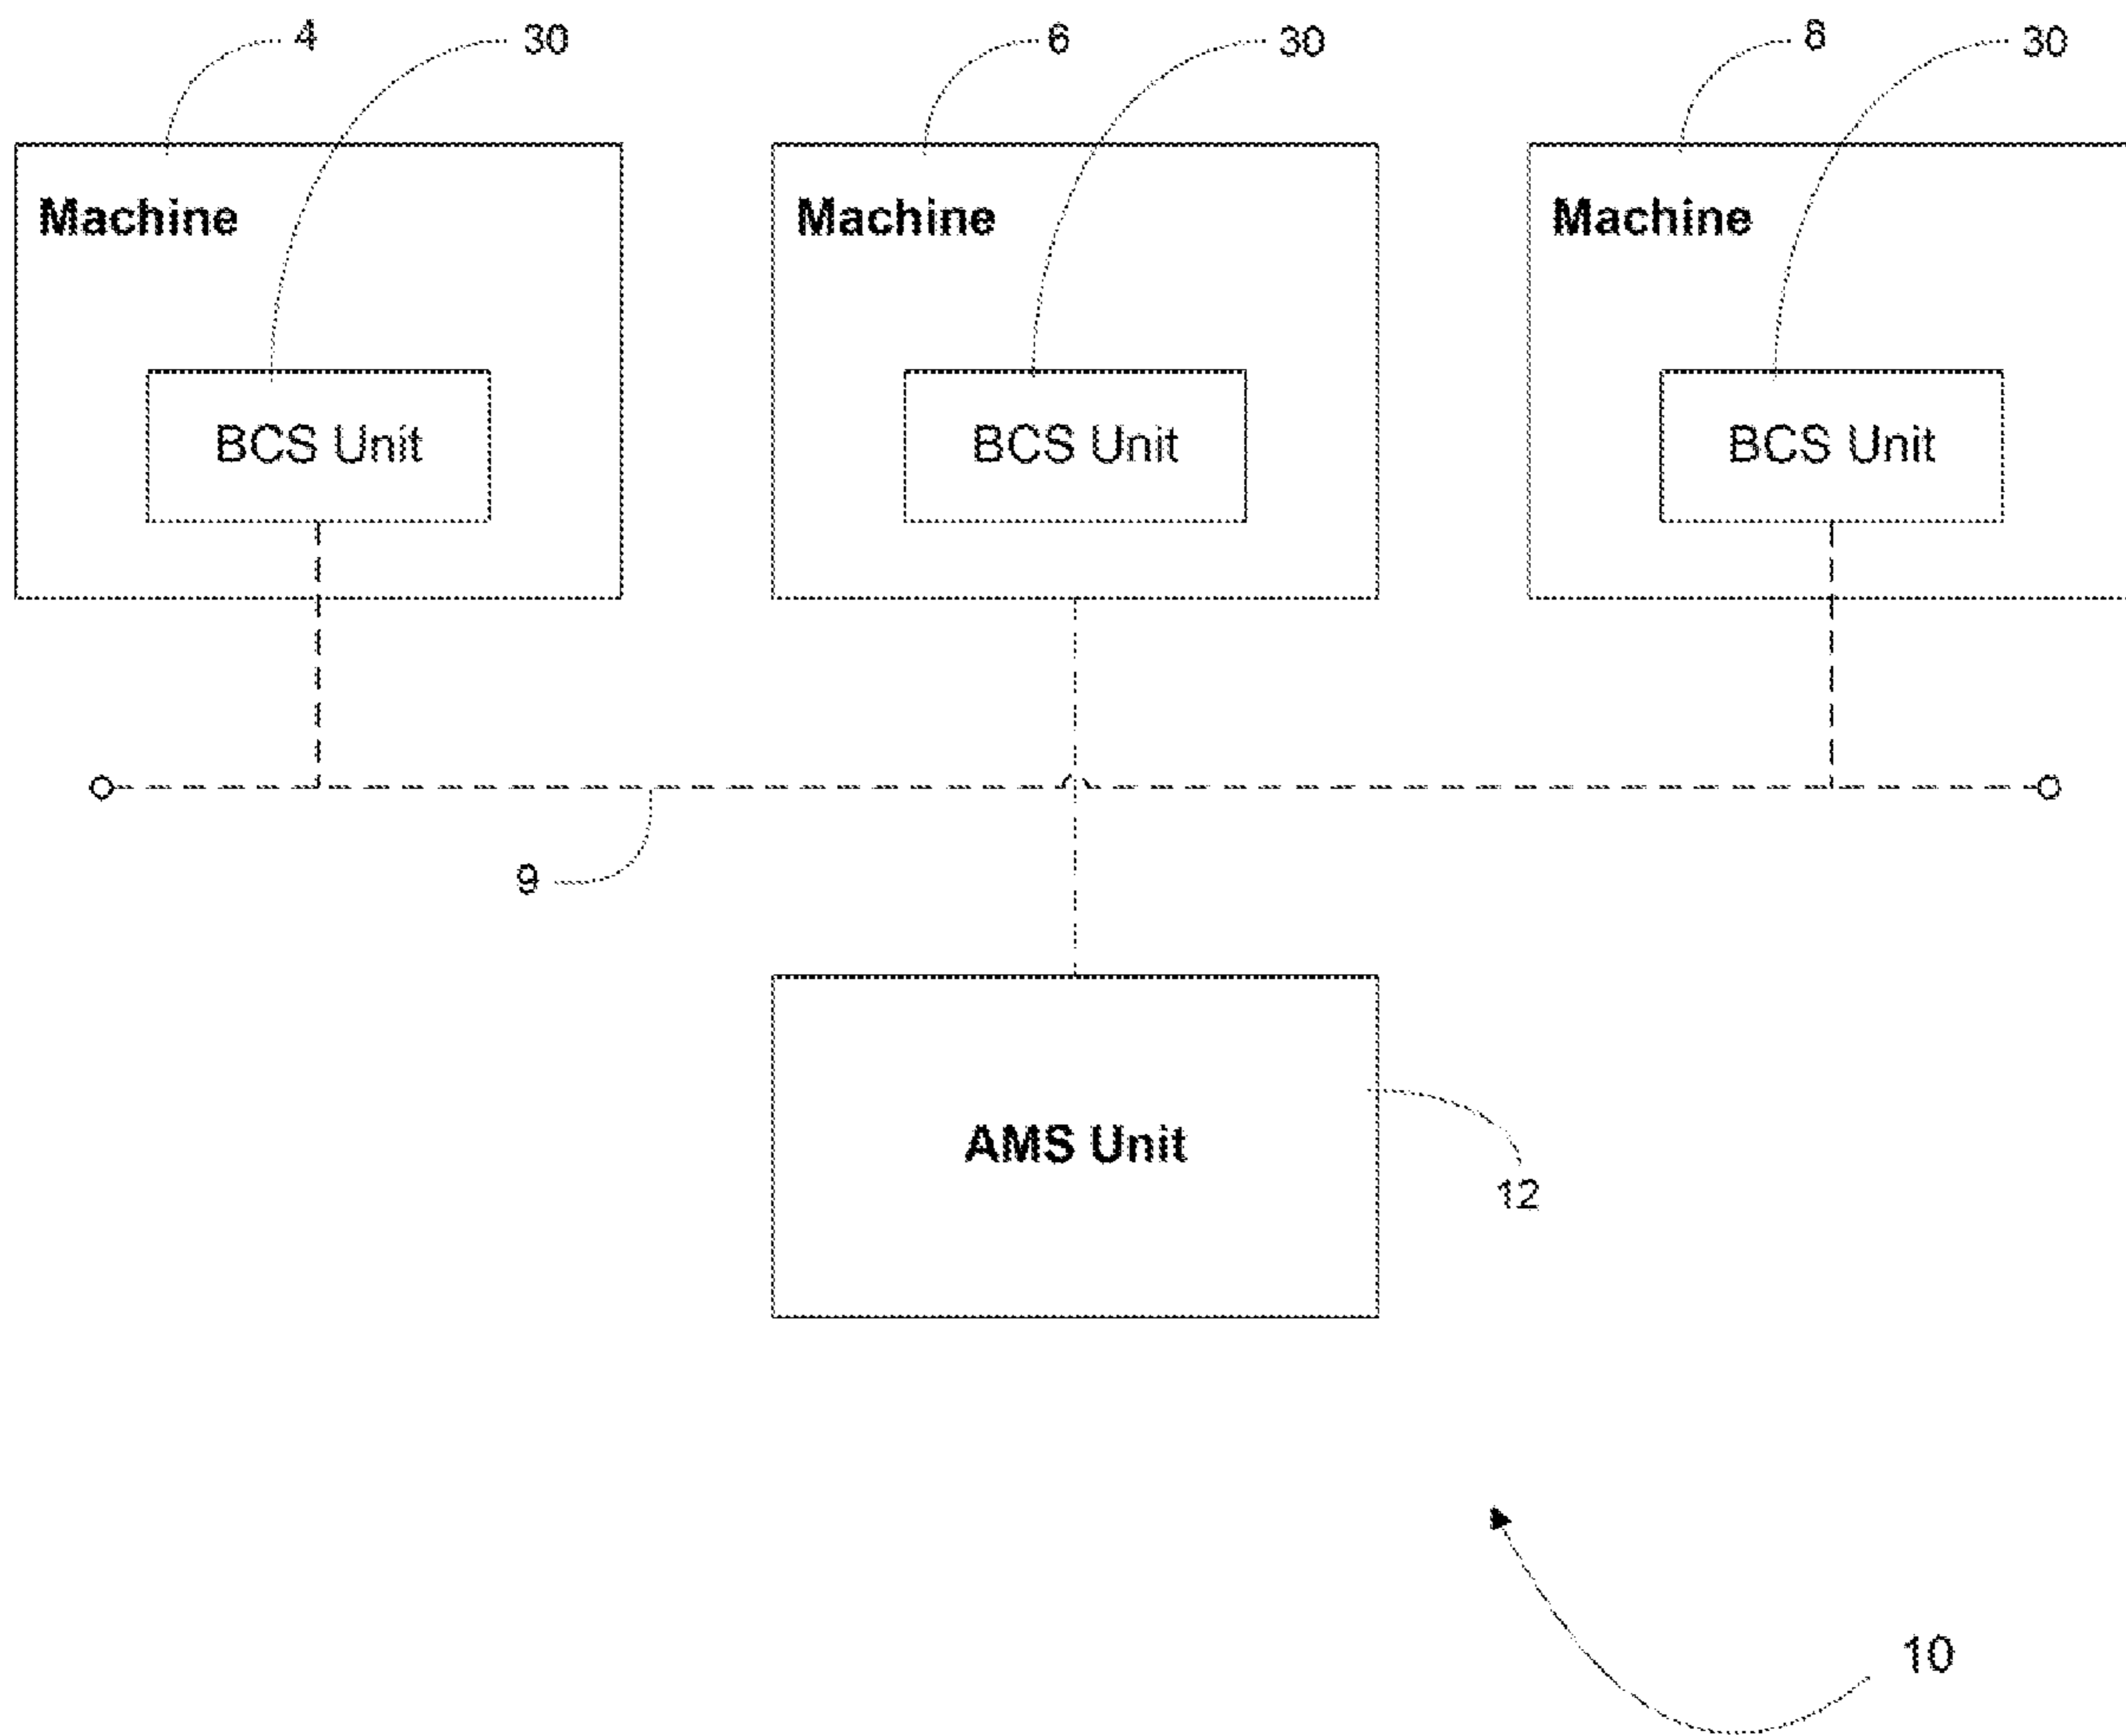 4 30 6 30 8 30
Machine Machine Machine
BCS Unit BCS Unit BCS Unit
9
AMS Unit
12
10